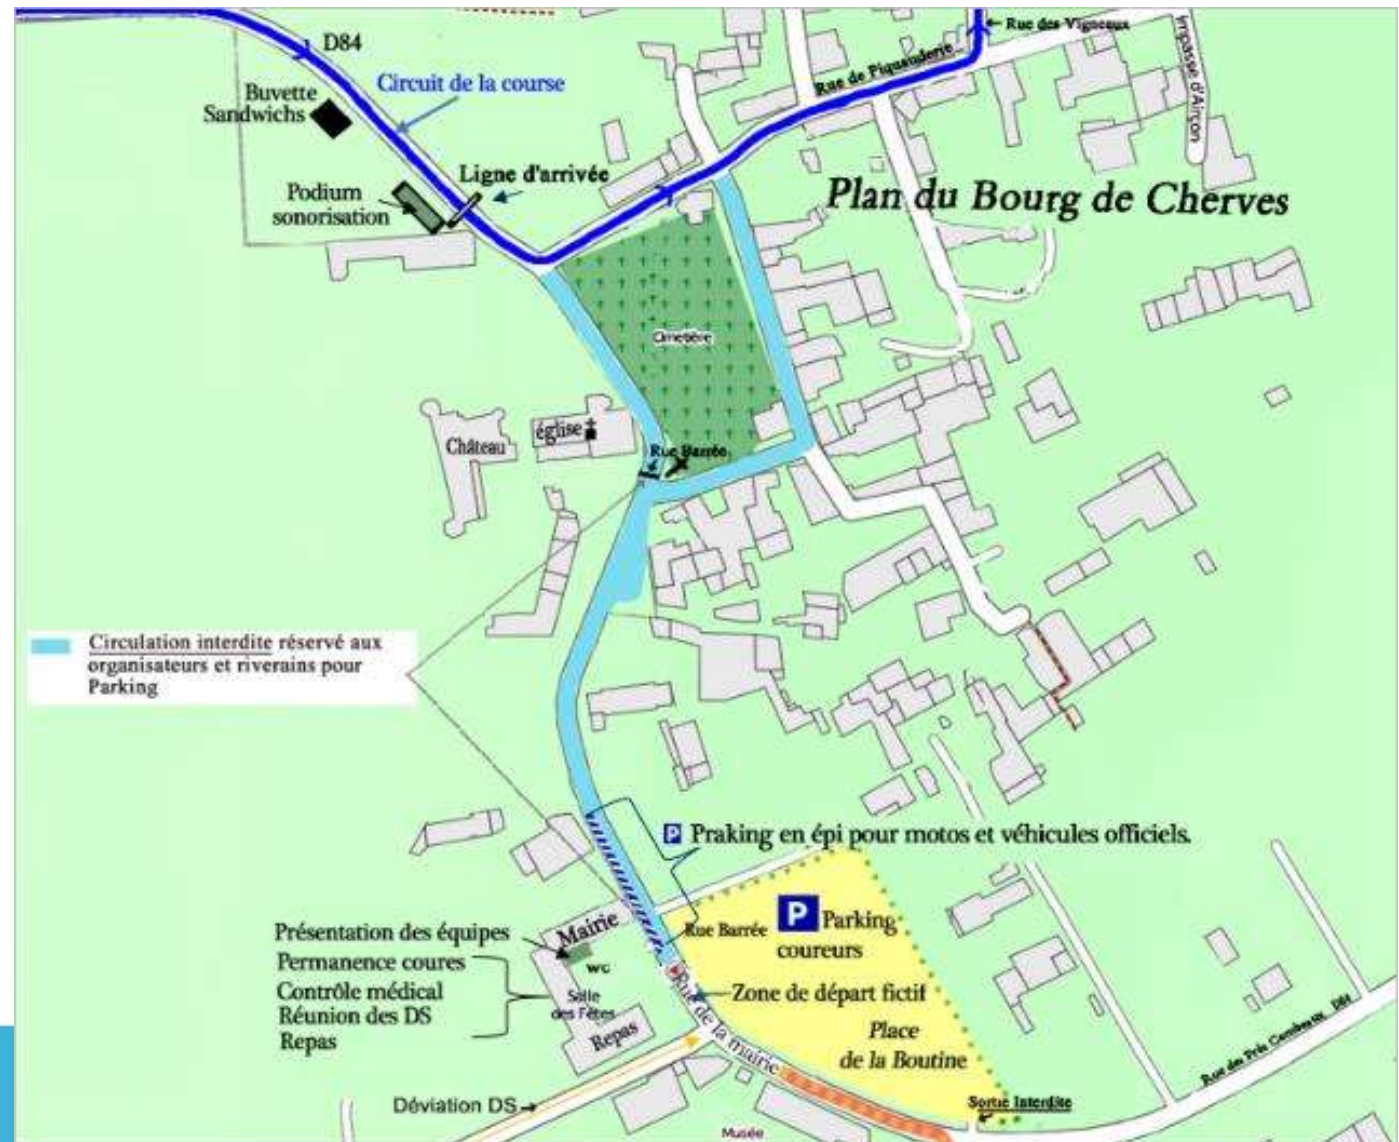 Rue des Vigneaux
D84
Rue de Piquauderie
Impasse d'Airçon
Circuit de la course
Buvette
Sandwichs
Ligne d'arrivée
Podium
sonorisation
Plan du Bourg de Cherves
Cimetière
Château
église
Rue Barrée
Circulation interdite réservé aux
organisateurs et riverains pour
Parking
P Praking en épi pour motos et véhicules officiels.
P Parking
coureurs
Rue Barrée
Mairie
Présentation des équipes
Permanence coures
Contrôle médical
Réunion des DS
Repas
wc
Salle
des Fêtes
Repas
Zone de départ fictif
Rue de la mairie
Place
de la Boutine
D84
Déviation DS
Sortie Interdite
Musée